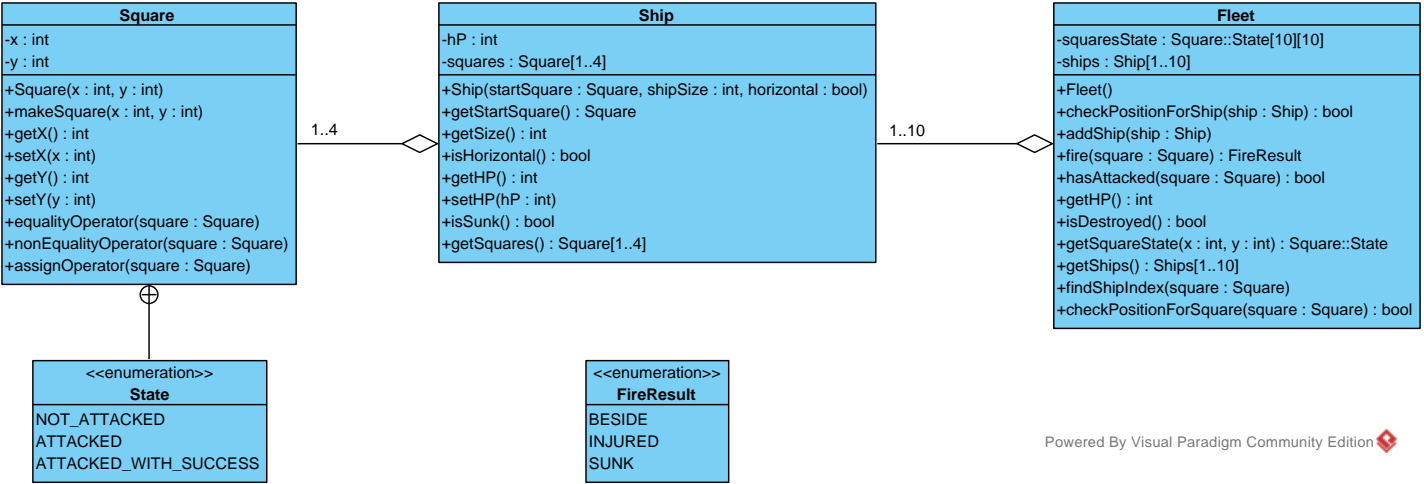 Square
-x : int
-y : int
+Square(x : int, y : int)
+makeSquare(x : int, y : int)
+getX() : int
+setX(x : int)
+getY() : int
+setY(y : int)
+equalityOperator(square : Square)
+nonEqualityOperator(square : Square)
+assignOperator(square : Square)
1..4
Ship
-hP : int
-squares : Square[1..4]
+Ship(startSquare : Square, shipSize : int, horizontal : bool)
+getStartSquare() : Square
+getSize() : int
+isHorizontal() : bool
+getHP() : int
+setHP(hP : int)
+isSunk() : bool
+getSquares() : Square[1..4]
1..10
Fleet
-squaresState : Square::State[10][10]
-ships : Ship[1..10]
+Fleet()
+checkPositionForShip(ship : Ship) : bool
+addShip(ship : Ship)
+fire(square : Square) : FireResult
+hasAttacked(square : Square) : bool
+getHP() : int
+isDestroyed() : bool
+getSquareState(x : int, y : int) : Square::State
+getShips() : Ships[1..10]
+findShipIndex(square : Square)
+checkPositionForSquare(square : Square) : bool
<<enumeration>>
State
NOT_ATTACKED
ATTACKED
ATTACKED_WITH_SUCCESS
<<enumeration>>
FireResult
BESIDE
INJURED
SUNK
Powered By Visual Paradigm Community Edition